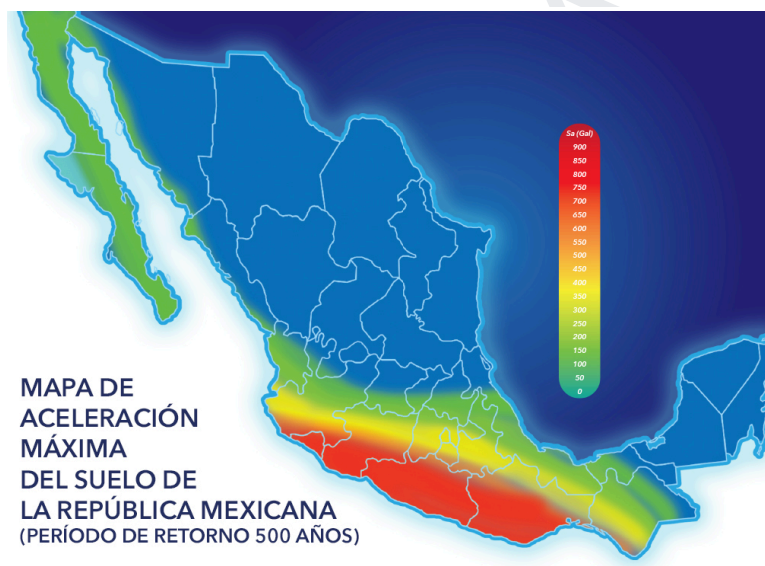 Sa (Gal)
900
850
800
750
700
650
600
550
500
450
400
350
300
250
200
150
100
50
0
MAPA DE
ACELERACIÓN
MÁXIMA
DEL SUELO DE
LA REPÚBLICA MEXICANA
(PERÍODO DE RETORNO 500 AÑOS)